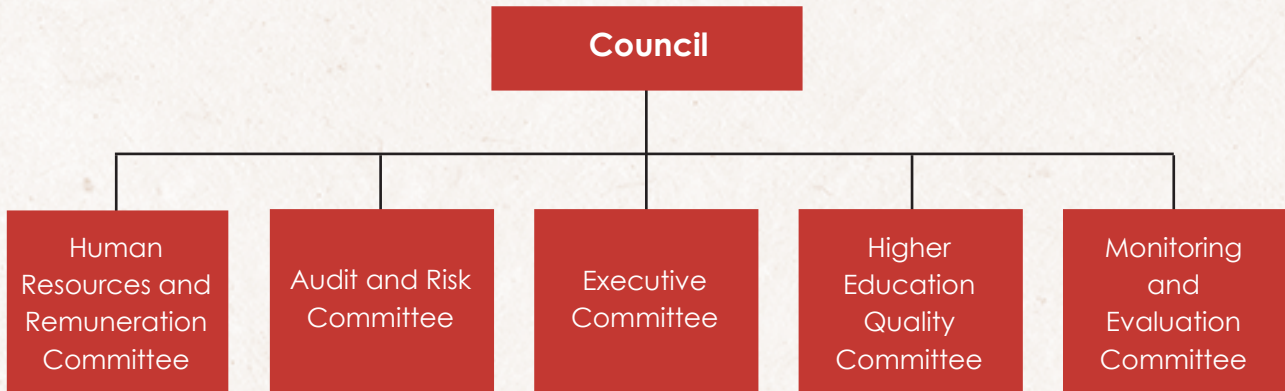 Council
Human
Resources and
Remuneration
Committee
Audit and Risk
Committee
Executive
Committee
Higher
Education
Quality
Committee
Monitoring
and
Evaluation
Committee